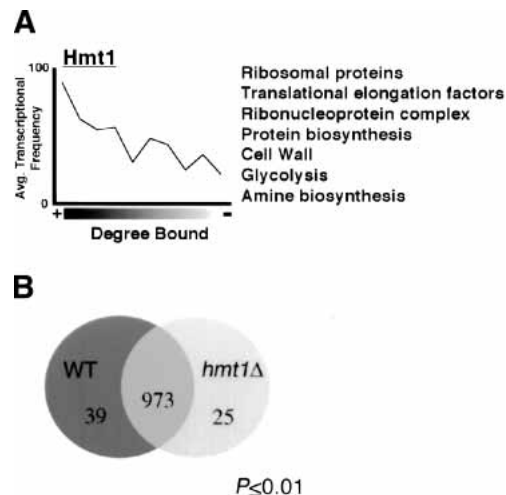 A
Hmt1
100
Avg. Transcriptional
Frequency
0
+
-
Degree Bound
Ribosomal proteins
Translational elongation factors
Ribonucleoprotein complex
Protein biosynthesis
Cell Wall
Glycolysis
Amine biosynthesis
B
WT
hmt1Δ
39
973
25
P≤0.01